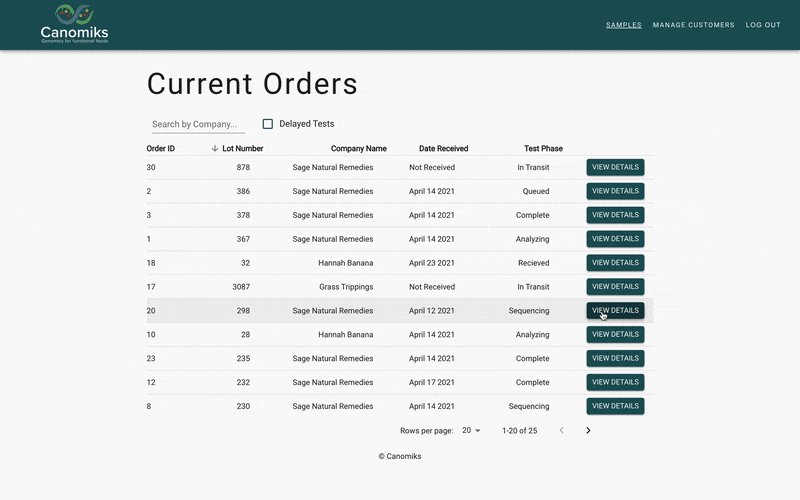 Canomiks
Genomics for functional foods
SAMPLES MANAGE CUSTOMERS LOG OUT
Current Orders
Search by Company... Delayed Tests
Order ID Lot Number Company Name Date Received Test Phase
30 878 Sage Natural Remedies Not Received In Transit VIEW DETAILS
2 386 Sage Natural Remedies April 14 2021 Queued VIEW DETAILS
3 378 Sage Natural Remedies April 14 2021 Complete VIEW DETAILS
1 367 Sage Natural Remedies April 14 2021 Analyzing VIEW DETAILS
18 32 Hannah Banana April 23 2021 Recieved VIEW DETAILS
17 3087 Grass Trippings Not Received In Transit VIEW DETAILS
20 298 Sage Natural Remedies April 12 2021 Sequencing VIEW DETAILS
10 28 Hannah Banana April 14 2021 Analyzing VIEW DETAILS
23 235 Sage Natural Remedies April 14 2021 Complete VIEW DETAILS
12 232 Sage Natural Remedies April 17 2021 Complete VIEW DETAILS
8 230 Sage Natural Remedies April 14 2021 Sequencing VIEW DETAILS
Rows per page: 20 1-20 of 25
© Canomiks